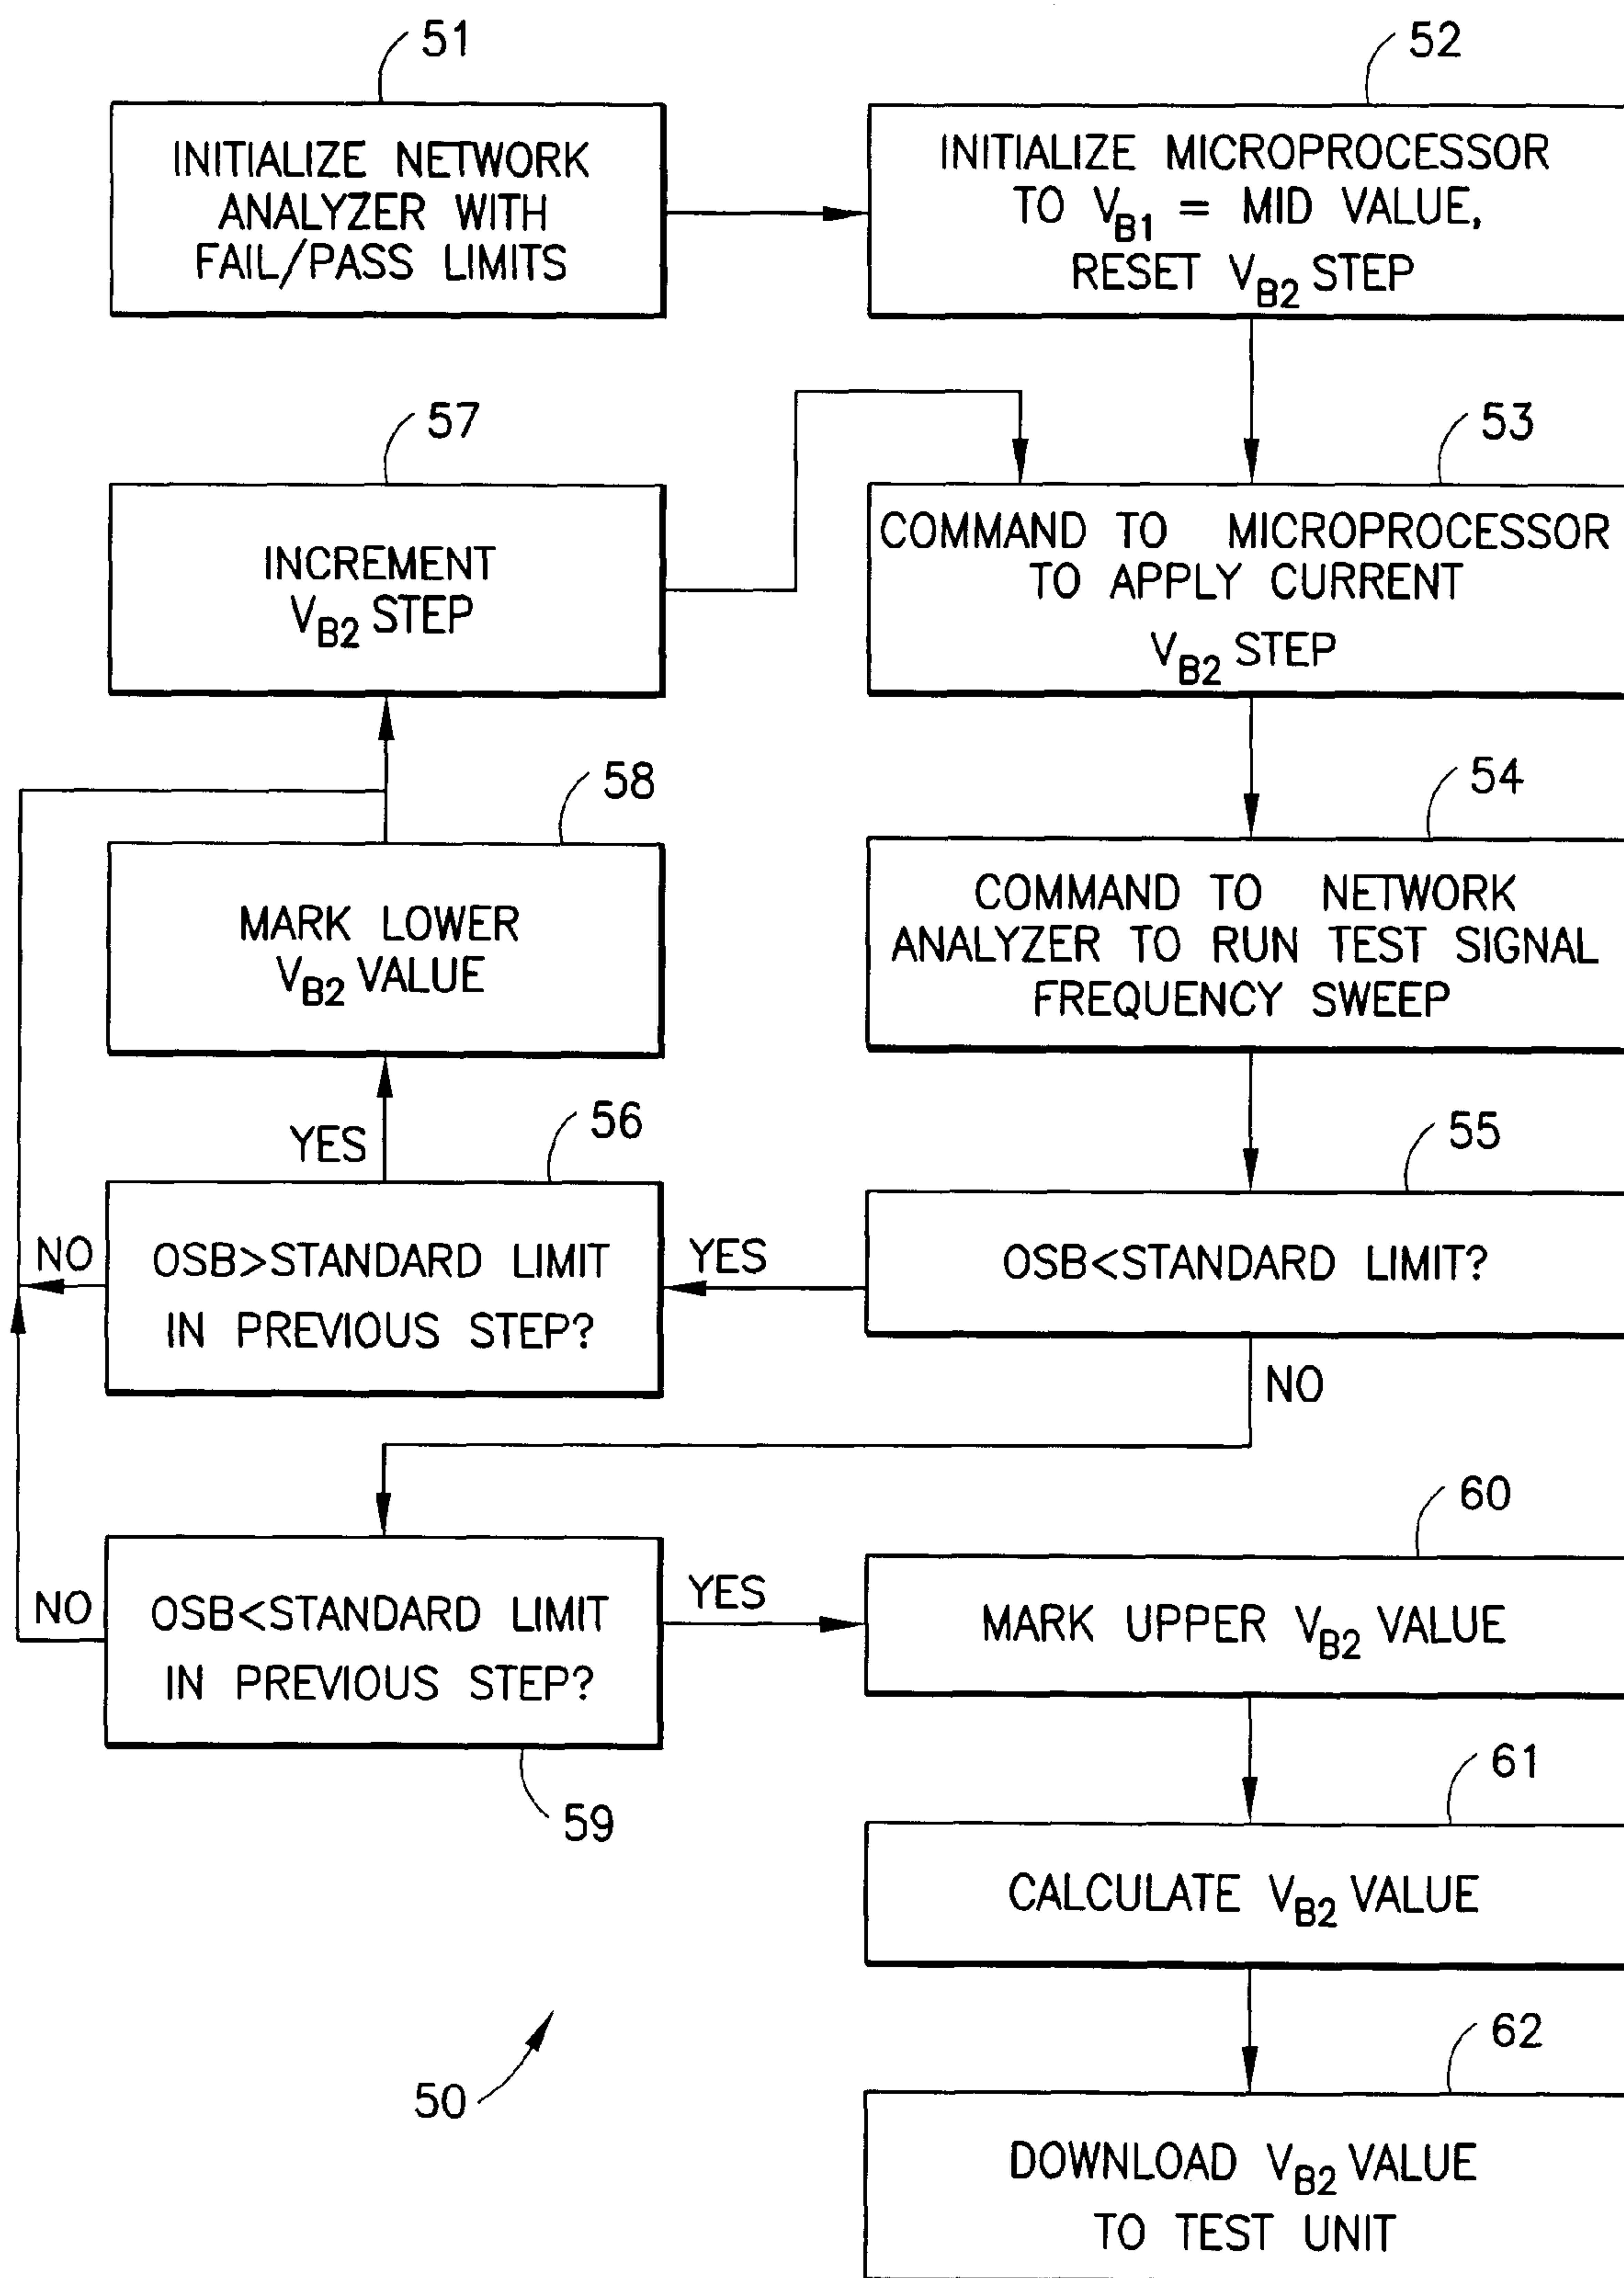 51
INITIALIZE NETWORK
ANALYZER WITH
FAIL/PASS LIMITS
52
INITIALIZE MICROPROCESSOR
TO VB1 = MID VALUE,
RESET VB2 STEP
57
INCREMENT
VB2 STEP
53
COMMAND TO MICROPROCESSOR
TO APPLY CURRENT
VB2 STEP
58
MARK LOWER
VB2 VALUE
54
COMMAND TO NETWORK
ANALYZER TO RUN TEST SIGNAL
FREQUENCY SWEEP
YES
56
NO
OSB>STANDARD LIMIT
IN PREVIOUS STEP?
YES
55
OSB<STANDARD LIMIT?
NO
NO
OSB<STANDARD LIMIT
IN PREVIOUS STEP?
59
YES
60
MARK UPPER VB2 VALUE
61
CALCULATE VB2 VALUE
50
62
DOWNLOAD VB2 VALUE
TO TEST UNIT